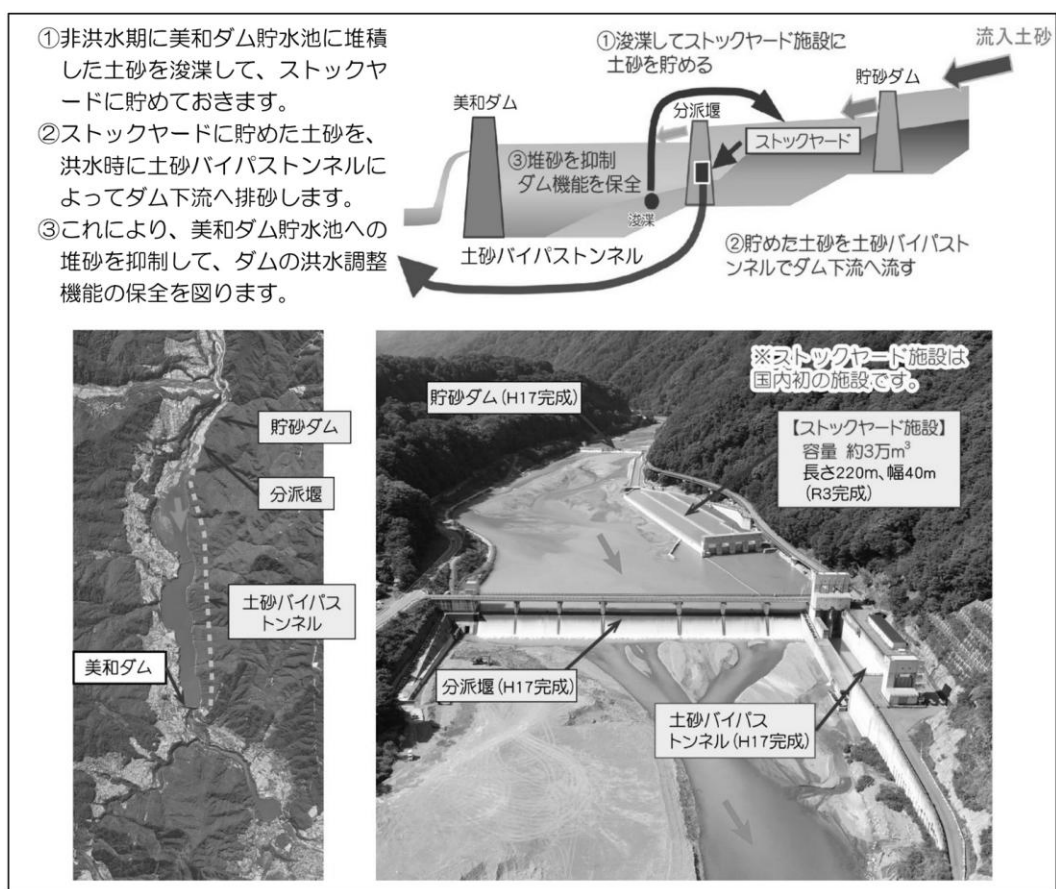 ①非洪水期に美和ダム貯水池に堆積
した土砂を浚渫して、ストックヤ
ードに貯めておきます。
②ストックヤードに貯めた土砂を、
洪水時に土砂バイパストンネルに
よってダム下流へ排砂します。
③これにより、美和ダム貯水池への
堆砂を抑制して、ダムの洪水調整
機能の保全を図ります。
①浚渫してストックヤード施設に
土砂を貯める
流入土砂
貯砂ダム
美和ダム
分派堰
ストックヤード
③堆砂を抑制
ダム機能を保全
浚渫
土砂バイパストンネル
②貯めた土砂を土砂バイパスト
ンネルでダム下流へ流す
貯砂ダム
分派堰
土砂バイパス
トンネル
美和ダム
※ストックヤード施設は
国内初の施設です。
貯砂ダム(H17完成)
【ストックヤード施設】
容量 約3万m³
長さ220m、幅40m
(R3完成)
分派堰(H17完成)
土砂バイパス
トンネル(H17完成)